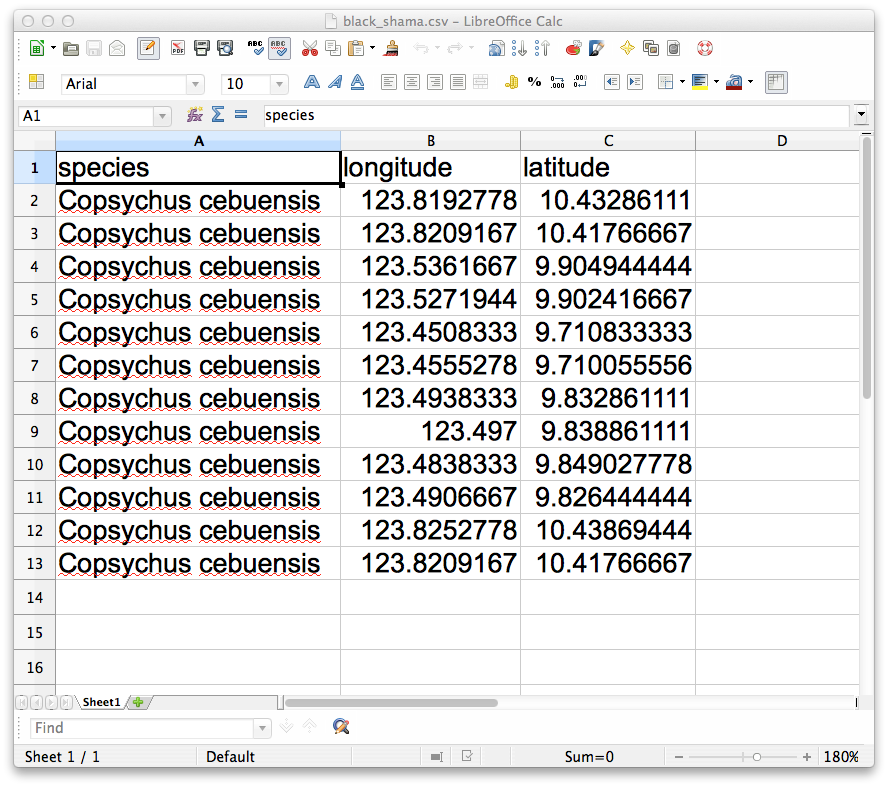 black_shama.csv – LibreOffice Calc
Arial 10
A1 species
A B C D
1 species longitude latitude
2 Copsychus cebuensis 123.8192778 10.43286111
3 Copsychus cebuensis 123.8209167 10.41766667
4 Copsychus cebuensis 123.5361667 9.904944444
5 Copsychus cebuensis 123.5271944 9.902416667
6 Copsychus cebuensis 123.4508333 9.710833333
7 Copsychus cebuensis 123.4555278 9.710055556
8 Copsychus cebuensis 123.4938333 9.832861111
9 Copsychus cebuensis 123.497 9.838861111
10 Copsychus cebuensis 123.4838333 9.849027778
11 Copsychus cebuensis 123.4906667 9.826444444
12 Copsychus cebuensis 123.8252778 10.43869444
13 Copsychus cebuensis 123.8209167 10.41766667
14
15
16
Sheet1
Find
Sheet 1 / 1 Default Sum=0 180%